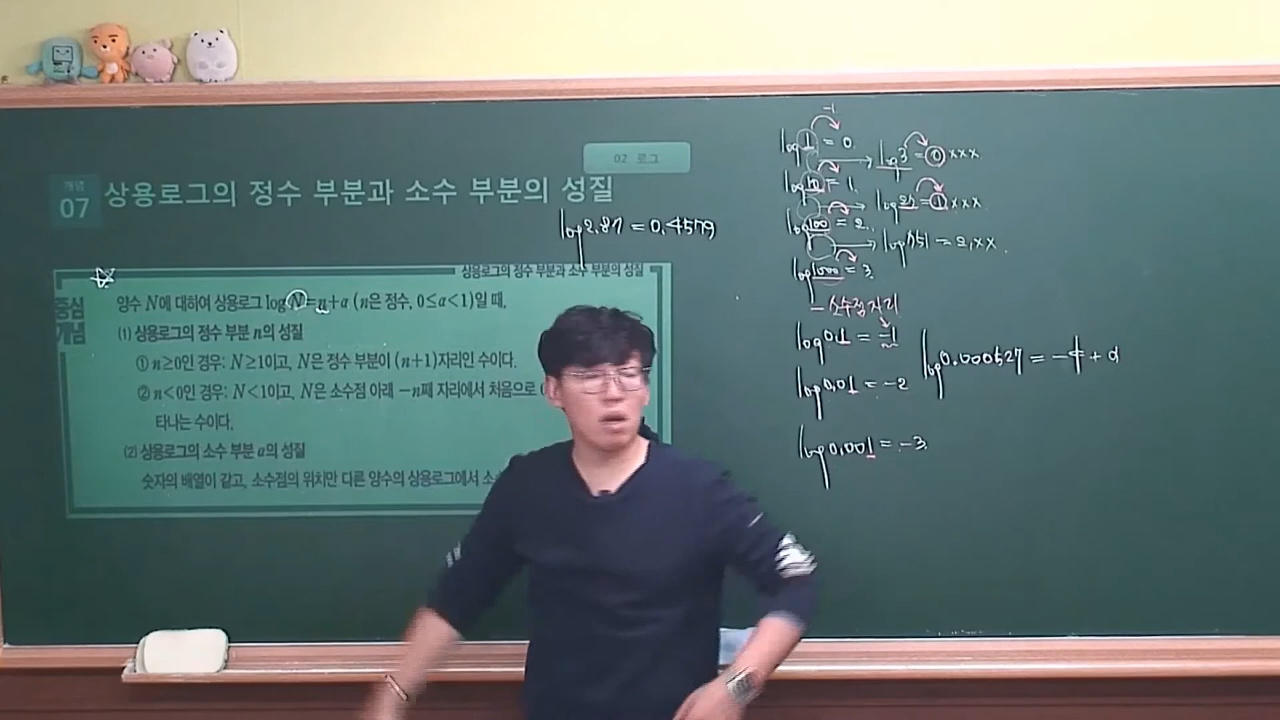 02 로그
개념
07
상용로그의 정수 부분과 소수 부분의 성질
log2.87 = 0.4579
상용로그의 정수 부분과 소수 부분의 성질
중심
개념
양수 N에 대하여 상용로그 log N=n+α (n은 정수, 0≤α<1)일 때,
(1) 상용로그의 정수 부분 n의 성질
① n≥0인 경우: N≥1이고, N은 정수 부분이 (n+1)자리인 수이다.
② n<0인 경우: N<1이고, N은 소수점 아래 -n째 자리에서 처음으로
타나는 수이다.
(2) 상용로그의 소수 부분 α의 성질
숫자의 배열이 같고, 소수점의 위치만 다른 양수의 상용로그에서
-1
log1 = 0.
log3 = 0.×××
log10 = 1.
= 1.×××
log100 = 2.
= 2.××.
log1000 = 3.
- 소수점자리
log0.1 = -1
log0.01 = -2
log0.000527 = -4 + α
log0.001 = -3.